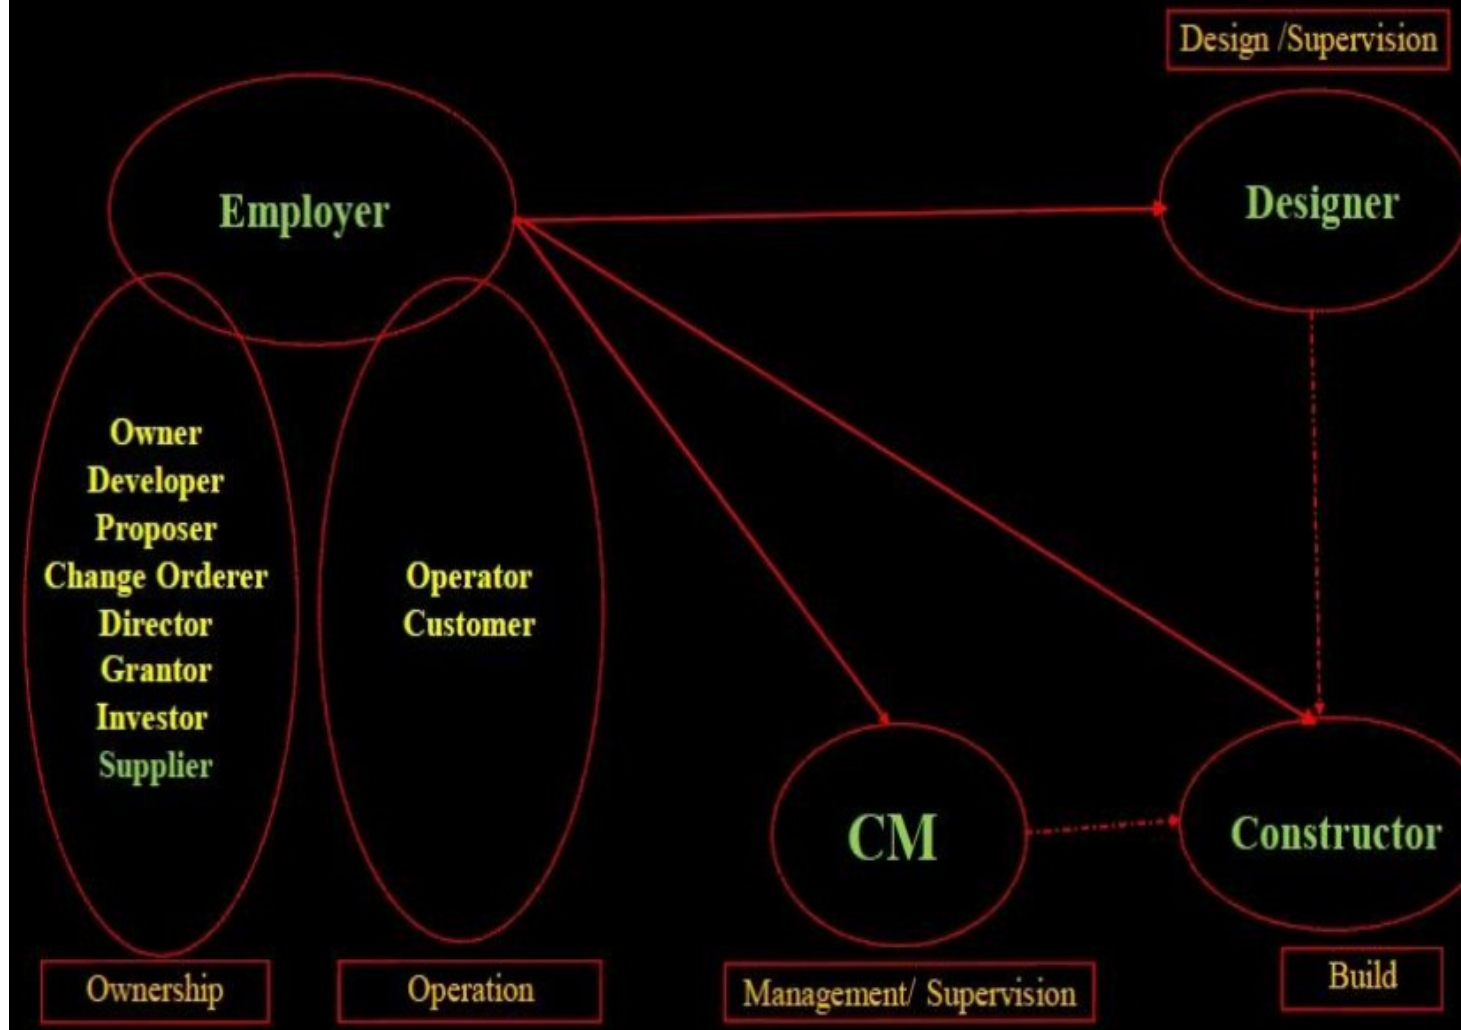 Design /Supervision
Employer
Designer
Owner
Developer
Proposer
Change Orderer
Director
Grantor
Investor
Supplier
Operator
Customer
CM
Constructor
Ownership
Operation
Management/ Supervision
Build